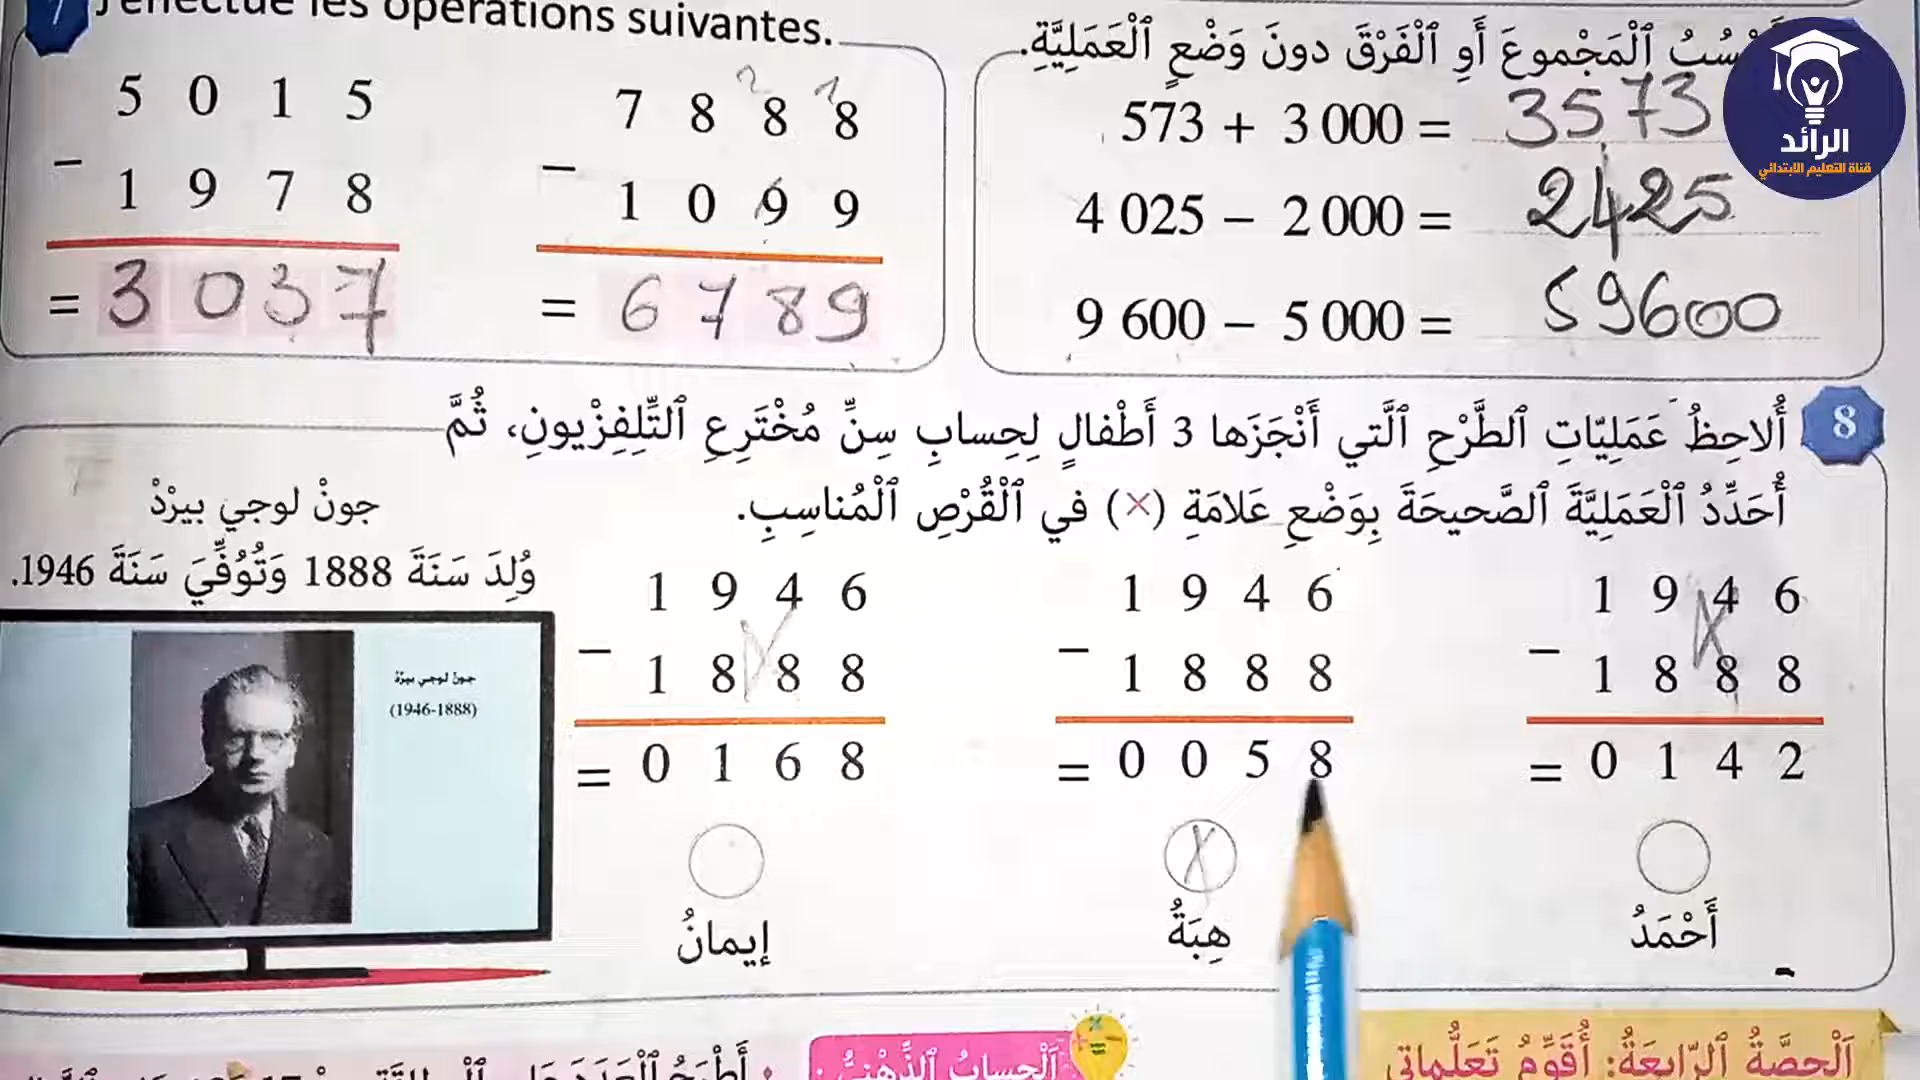 7 J'effectue les opérations suivantes.
5 0 1 5
− 1 9 7 8
= 3 0 3 7
7 8 8 8
− 1 0 9 9
= 6 7 8 9
ٱلْمَجْموعَ أَوِ ٱلْفَرْقَ دونَ وَضْعِ ٱلْعَمَلِيَّةِ.
573 + 3 000 = 3573
4 025 − 2 000 = 2425
9 600 − 5 000 = 59600
الرائد
قناة التعليم الابتدائي
8 أُلاحِظُ عَمَلِيّاتِ ٱلطَّرْحِ ٱلَّتي أَنْجَزَها 3 أَطْفالٍ لِحِسابِ سِنِّ مُخْتَرِعِ ٱلتِّلِفِزْيونِ، ثُمَّ
أُحَدِّدُ ٱلْعَمَلِيَّةَ ٱلصَّحيحَةَ بِوَضْعِ عَلامَةِ (×) في ٱلْقُرْصِ ٱلْمُناسِبِ.
1 9 4 6
− 1 8 8 8
= 0 1 4 2
أَحْمَدُ
1 9 4 6
− 1 8 8 8
= 0 0 5 8
هِبَةُ
1 9 4 6
− 1 8 8 8
= 0 1 6 8
إيمانُ
جونْ لوجي بيرْدْ
وُلِدَ سَنَةَ 1888 وَتُوُفِّيَ سَنَةَ 1946.
جونْ لوجي بيرْدْ
(1946-1888)
اَلْحِصَّةُ ٱلرّابِعَةُ: أُقَوِّمُ تَعَلُّماتي
اَلْحِسابُ ٱلذِّهْنِيُّ :